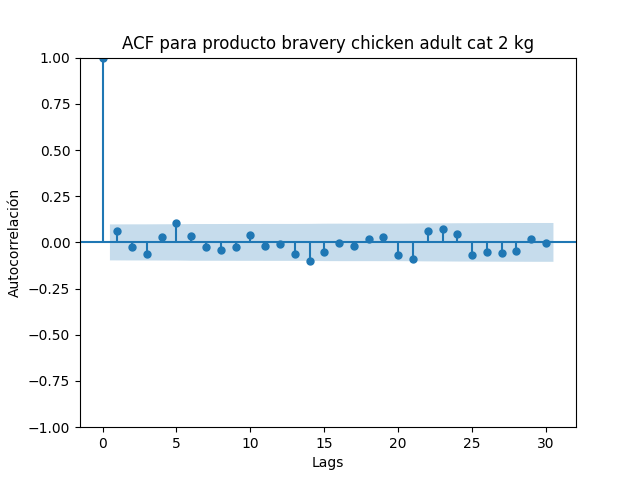 ACF para producto bravery chicken adult cat 2 kg
1.00
0.75
0.50
0.25
0.00
−0.25
−0.50
−0.75
−1.00
Autocorrelación
0 5 10 15 20 25 30
Lags